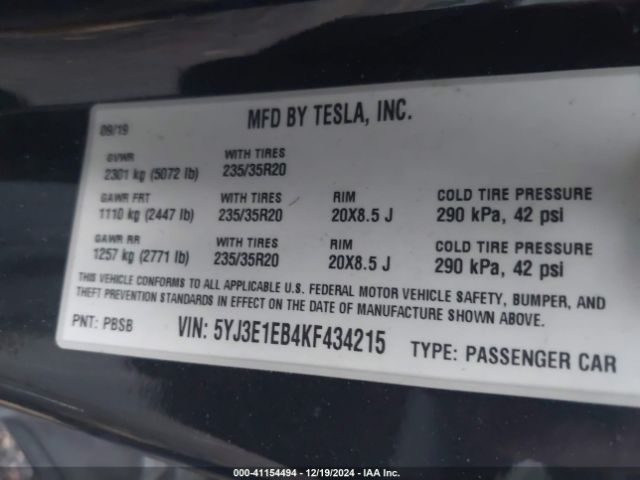 MFD BY TESLA, INC.
09/19
GVWR WITH TIRES
2301 kg (5072 lb) 235/35R20
GAWR FRT WITH TIRES RIM COLD TIRE PRESSURE
1110 kg (2447 lb) 235/35R20 20X8.5 J 290 kPa, 42 psi
GAWR RR WITH TIRES RIM COLD TIRE PRESSURE
1257 kg (2771 lb) 235/35R20 20X8.5 J 290 kPa, 42 psi
THIS VEHICLE CONFORMS TO ALL APPLICABLE U.S. FEDERAL MOTOR VEHICLE SAFETY, BUMPER, AND
THEFT PREVENTION STANDARDS IN EFFECT ON THE DATE OF MANUFACTURE SHOWN ABOVE.
PNT: PBSB VIN: 5YJ3E1EB4KF434215 TYPE: PASSENGER CAR
000-41154494 - 12/19/2024 - IAA Inc.